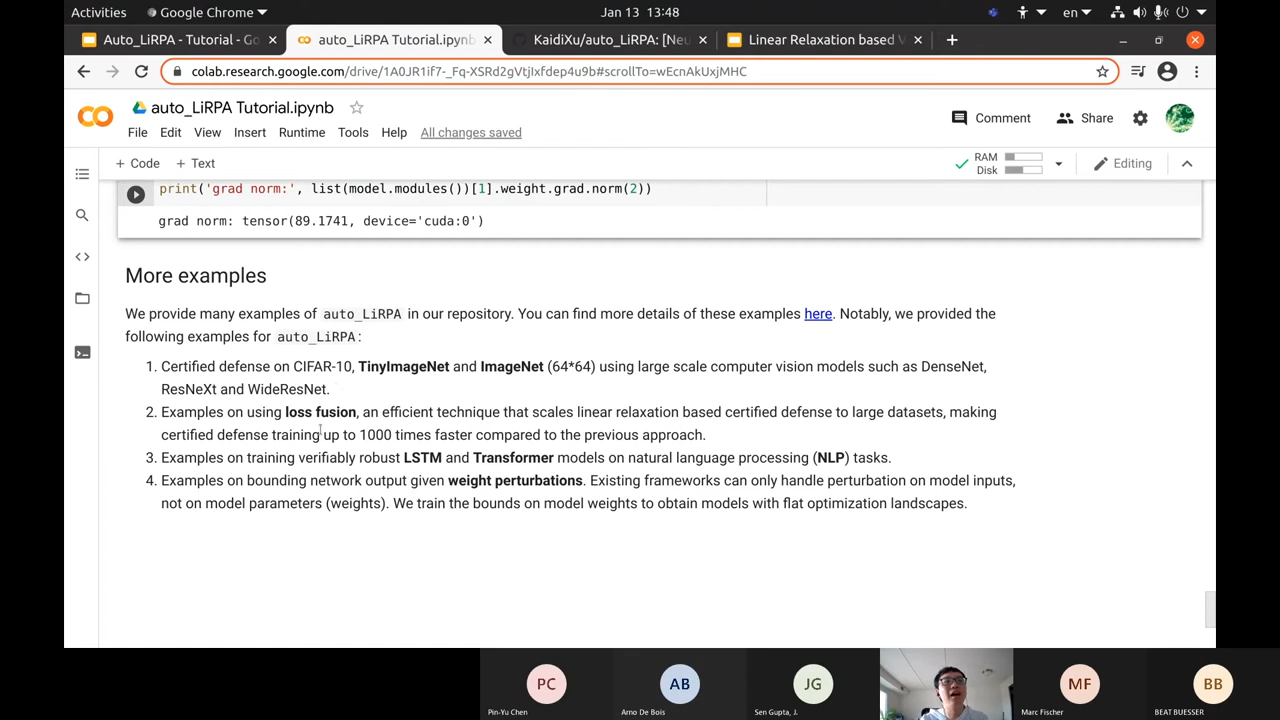 Activities
Google Chrome
Jan 13 13:48
en
Auto_LiRPA - Tutorial - Go
auto_LiRPA Tutorial.ipynb
KaidiXu/auto_LiRPA: [Neu
Linear Relaxation based V
colab.research.google.com/drive/1A0JR1if7-_Fq-XSRd2gVtjIxfdep4u9b#scrollTo=wEcnAkUxjMHC
auto_LiRPA Tutorial.ipynb
File Edit View Insert Runtime Tools Help All changes saved
Comment
Share
+ Code + Text
RAM
Disk
Editing
print('grad norm:', list(model.modules())[1].weight.grad.norm(2))
grad norm: tensor(89.1741, device='cuda:0')
More examples
We provide many examples of auto_LiRPA in our repository. You can find more details of these examples here. Notably, we provided the
following examples for auto_LiRPA:
1. Certified defense on CIFAR-10, TinyImageNet and ImageNet (64*64) using large scale computer vision models such as DenseNet,
ResNeXt and WideResNet.
2. Examples on using loss fusion, an efficient technique that scales linear relaxation based certified defense to large datasets, making
certified defense training up to 1000 times faster compared to the previous approach.
3. Examples on training verifiably robust LSTM and Transformer models on natural language processing (NLP) tasks.
4. Examples on bounding network output given weight perturbations. Existing frameworks can only handle perturbation on model inputs,
not on model parameters (weights). We train the bounds on model weights to obtain models with flat optimization landscapes.
PC
AB
JG
MF
BB
Pin-Yu Chen
Arno De Bois
Sen Gupta, J.
Marc Fischer
BEAT BUESSER